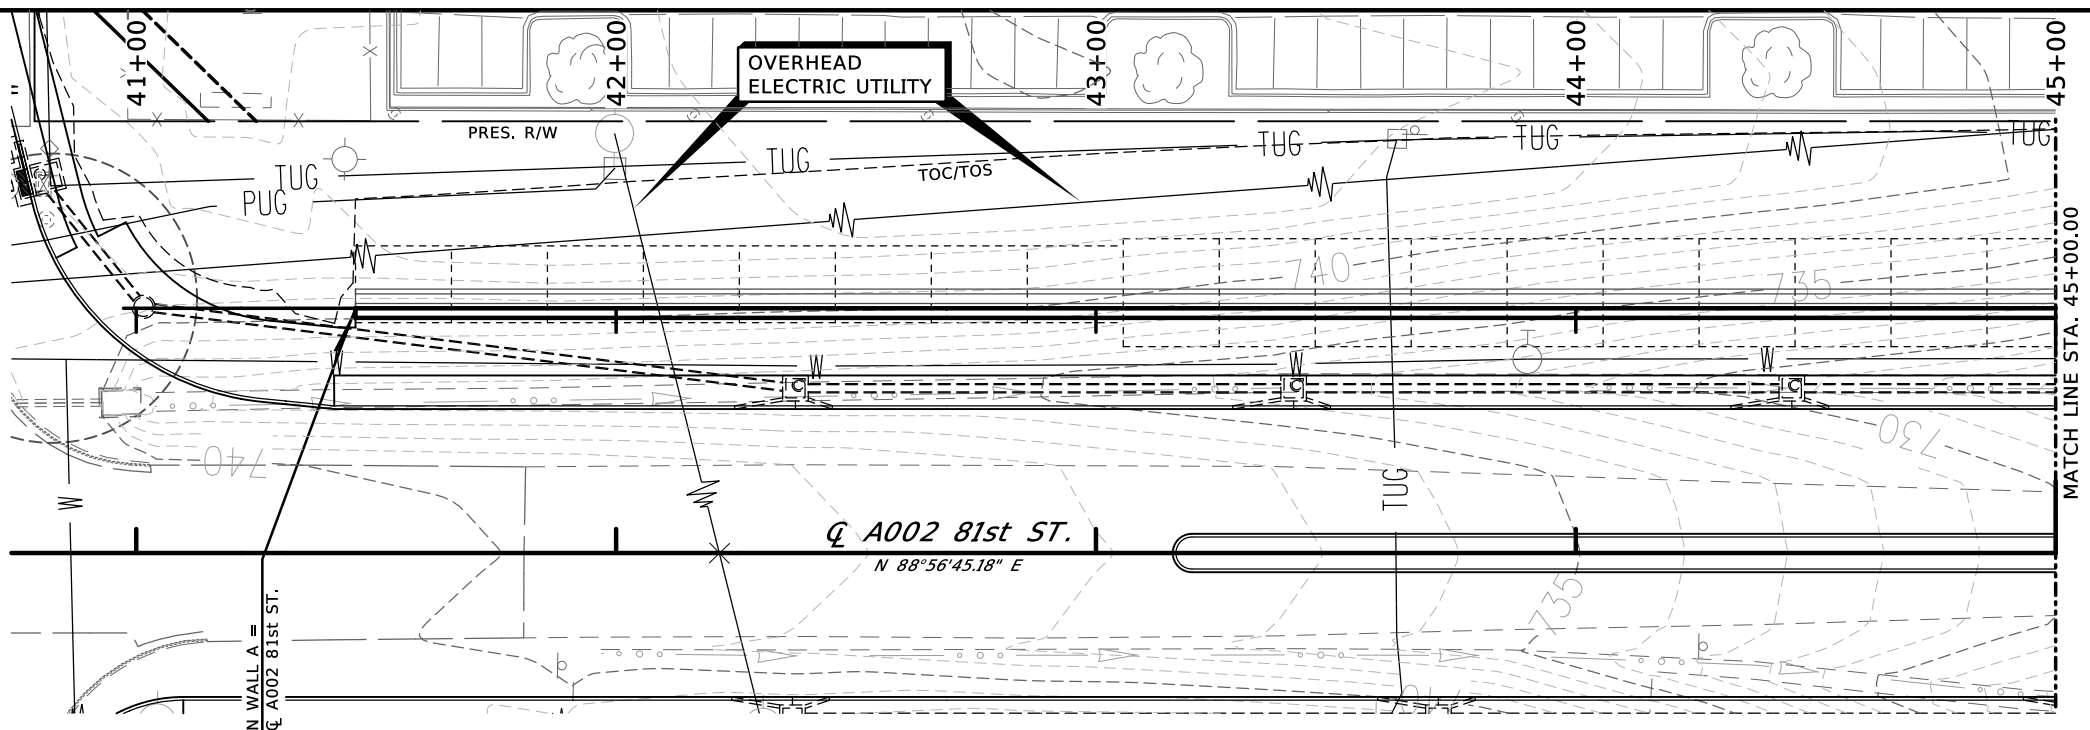 41+00
42+00
43+00
44+00
45+00
OVERHEAD
ELECTRIC UTILITY
PRES. R/W
TUG
TUG
TUG
TUG
TUG
PUG
TOC/TOS
740
735
W
W
W
W
740
730
W
TUG
MATCH LINE STA. 45+00.00
℄ A002 81st ST.
N 88°56'45.18" E
735
N WALL A =
℄ A002 81st ST.